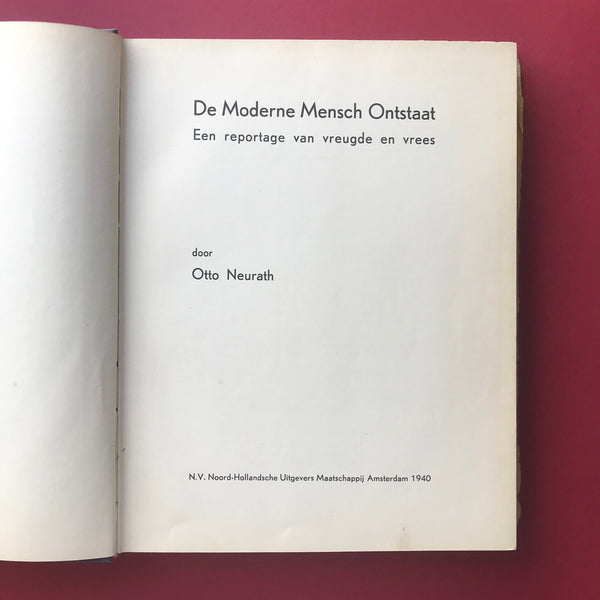 De Moderne Mensch Ontstaat
Een reportage van vreugde en vrees
door
Otto Neurath
N.V. Noord-Hollandsche Uitgevers Maatschappij Amsterdam 1940